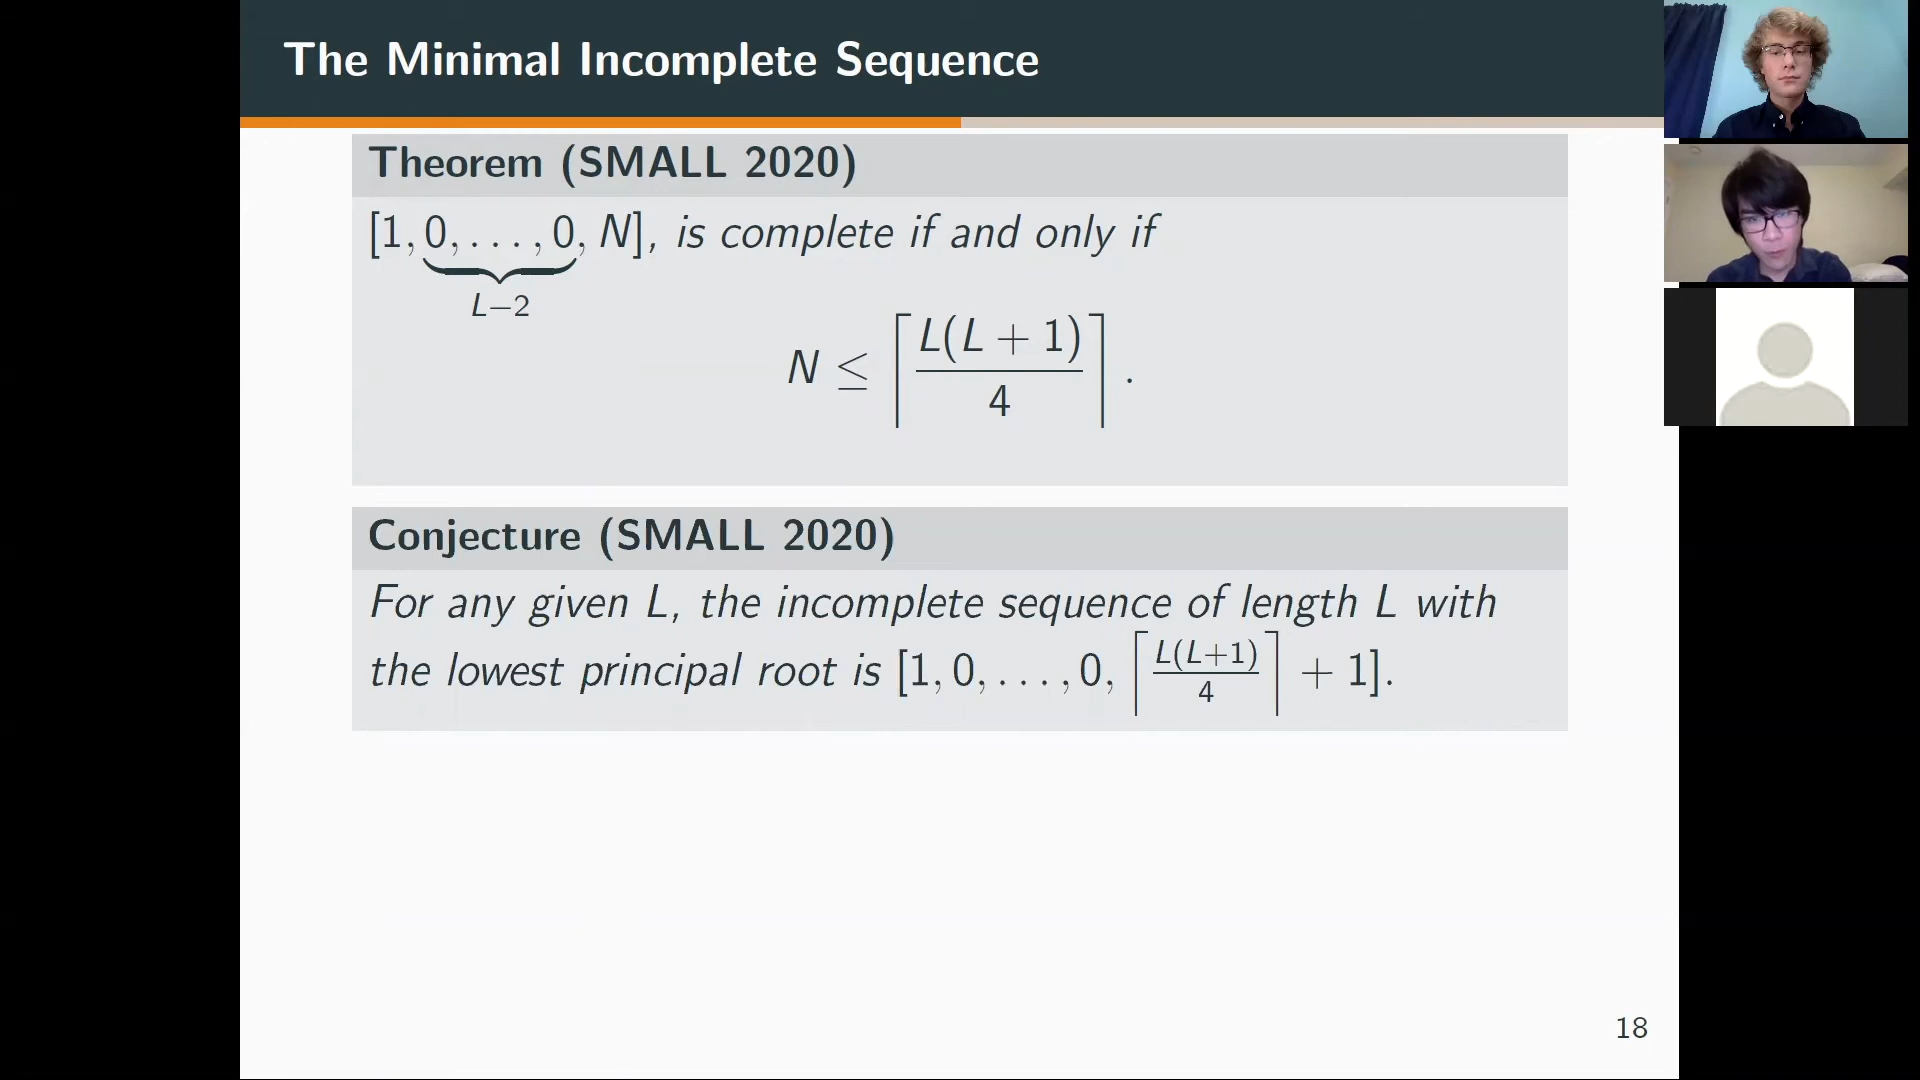 The Minimal Incomplete Sequence
Theorem (SMALL 2020)
[1, 0, . . . , 0, N], is complete if and only if
L−2
N ≤ ⌈L(L + 1)/4⌉ .
Conjecture (SMALL 2020)
For any given L, the incomplete sequence of length L with
the lowest principal root is [1, 0, . . . , 0, ⌈L(L+1)/4⌉ + 1].
18